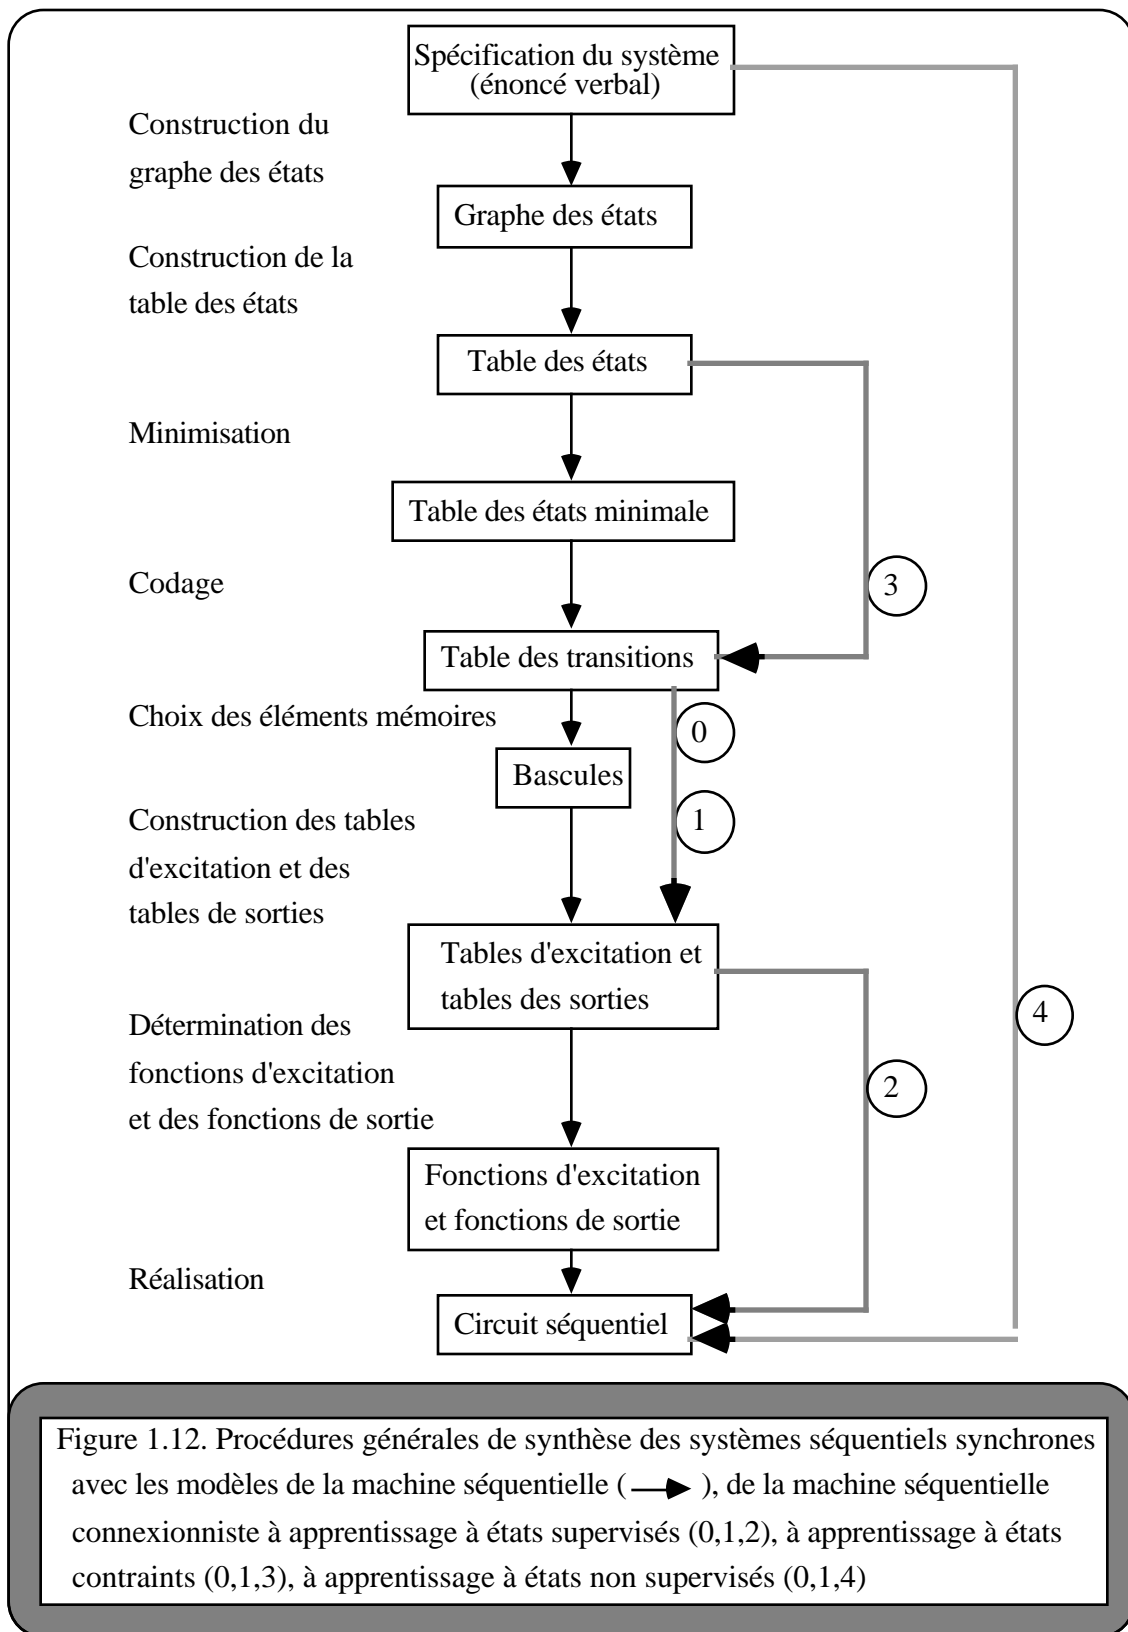 Spécification du système
(énoncé verbal)
Construction du
graphe des états
Graphe des états
Construction de la
table des états
Table des états
Minimisation
Table des états minimale
Codage
3
Table des transitions
Choix des éléments mémoires
0
Bascules
1
Construction des tables
d'excitation et des
tables de sorties
Tables d'excitation et
tables des sorties
4
Détermination des
fonctions d'excitation
et des fonctions de sortie
2
Fonctions d'excitation
et fonctions de sortie
Réalisation
Circuit séquentiel
Figure 1.12. Procédures générales de synthèse des systèmes séquentiels synchrones
avec les modèles de la machine séquentielle ( ), de la machine séquentielle
connexionniste à apprentissage à états supervisés (0,1,2), à apprentissage à états
contraints (0,1,3), à apprentissage à états non supervisés (0,1,4)